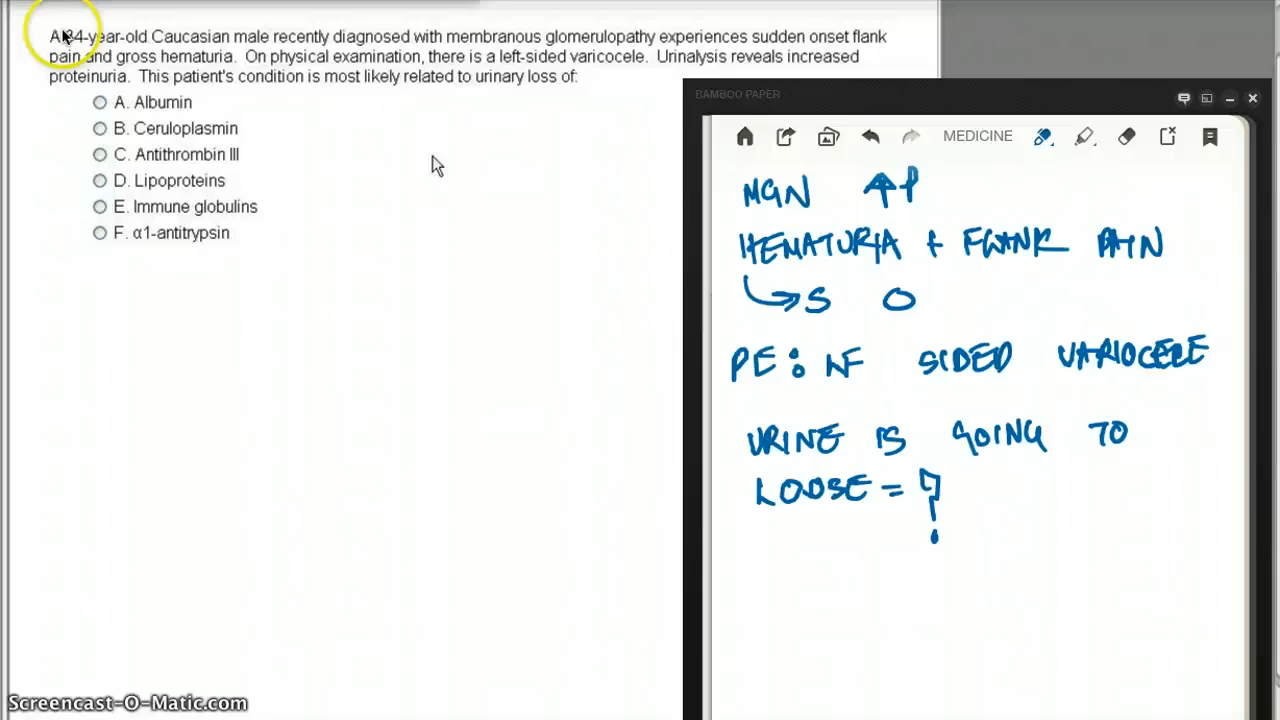 A 34-year-old Caucasian male recently diagnosed with membranous glomerulopathy experiences sudden onset flank
pain and gross hematuria. On physical examination, there is a left-sided varicocele. Urinalysis reveals increased
proteinuria. This patient's condition is most likely related to urinary loss of:
A. Albumin
B. Ceruloplasmin
C. Antithrombin III
D. Lipoproteins
E. Immune globulins
F. α1-antitrypsin
BAMBOO PAPER
MEDICINE
MGN ↑P
HEMATURIA + FLANK PAIN
↳ S O
PE: LF SIDED VARIOCELE
URINE IS GOING TO
LOOSE = ?
Screencast-O-Matic.com